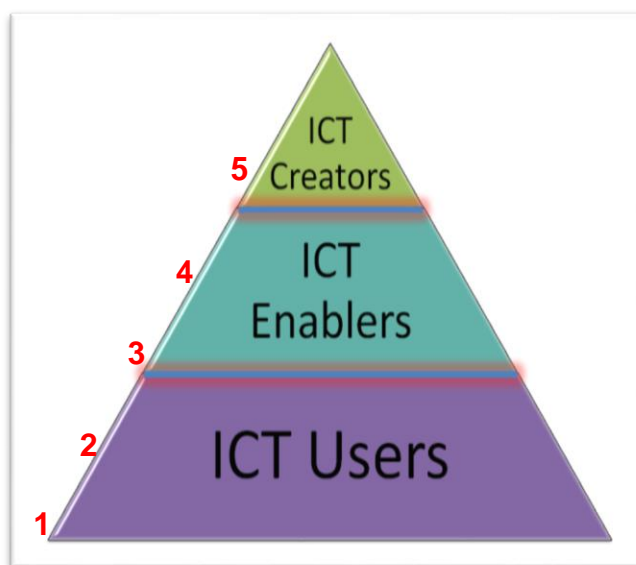 ICT
5 Creators
4 ICT
Enablers
3
2 ICT Users
1